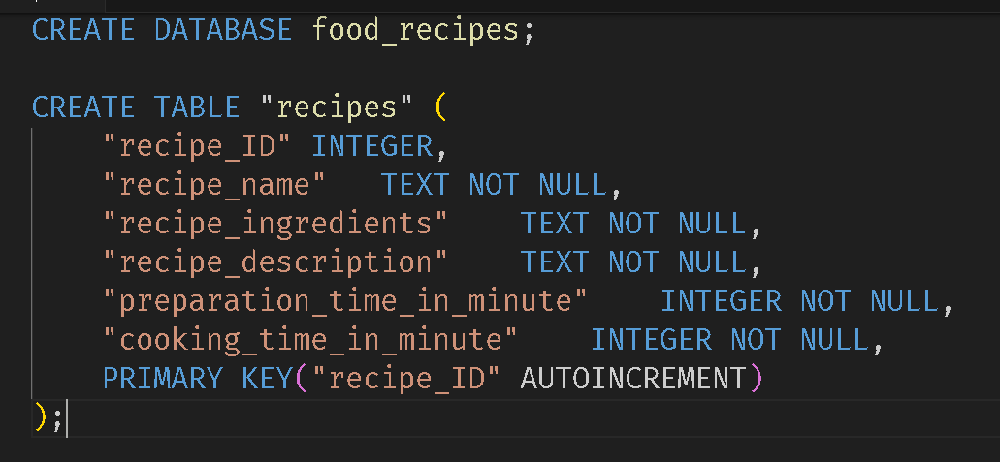 CREATE DATABASE food_recipes;
CREATE TABLE "recipes" (
"recipe_ID" INTEGER,
"recipe_name" TEXT NOT NULL,
"recipe_ingredients" TEXT NOT NULL,
"recipe_description" TEXT NOT NULL,
"preparation_time_in_minute" INTEGER NOT NULL,
"cooking_time_in_minute" INTEGER NOT NULL,
PRIMARY KEY("recipe_ID" AUTOINCREMENT)
);